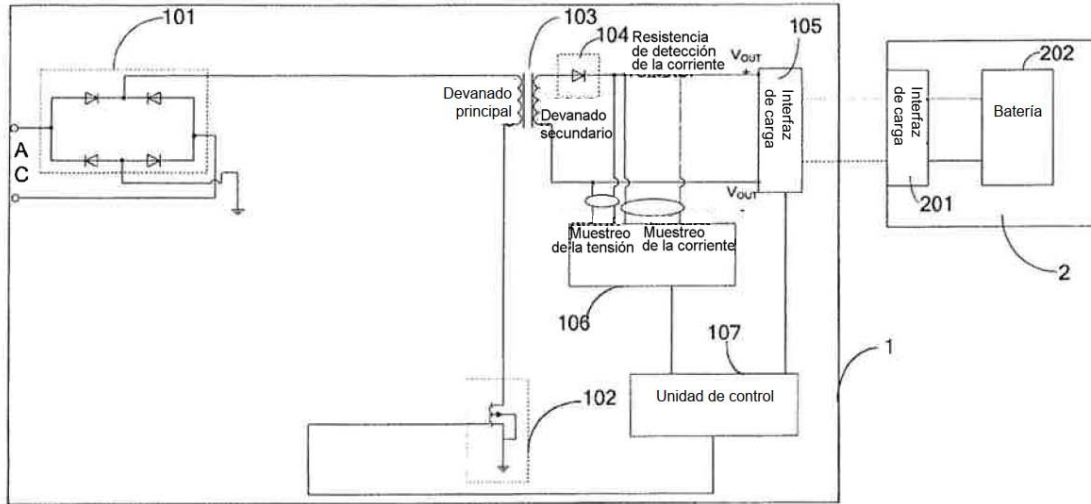 101
103
104
Resistencia
de detección
de la corriente
VOUT
+
105
202
Devanado
principal
Devanado
secundario
Interfaz
de carga
Interfaz
de carga
Batería
A
C
VOUT
-
201
Muestreo
de la tensión
Muestreo
de la corriente
2
106
107
1
Unidad de control
102